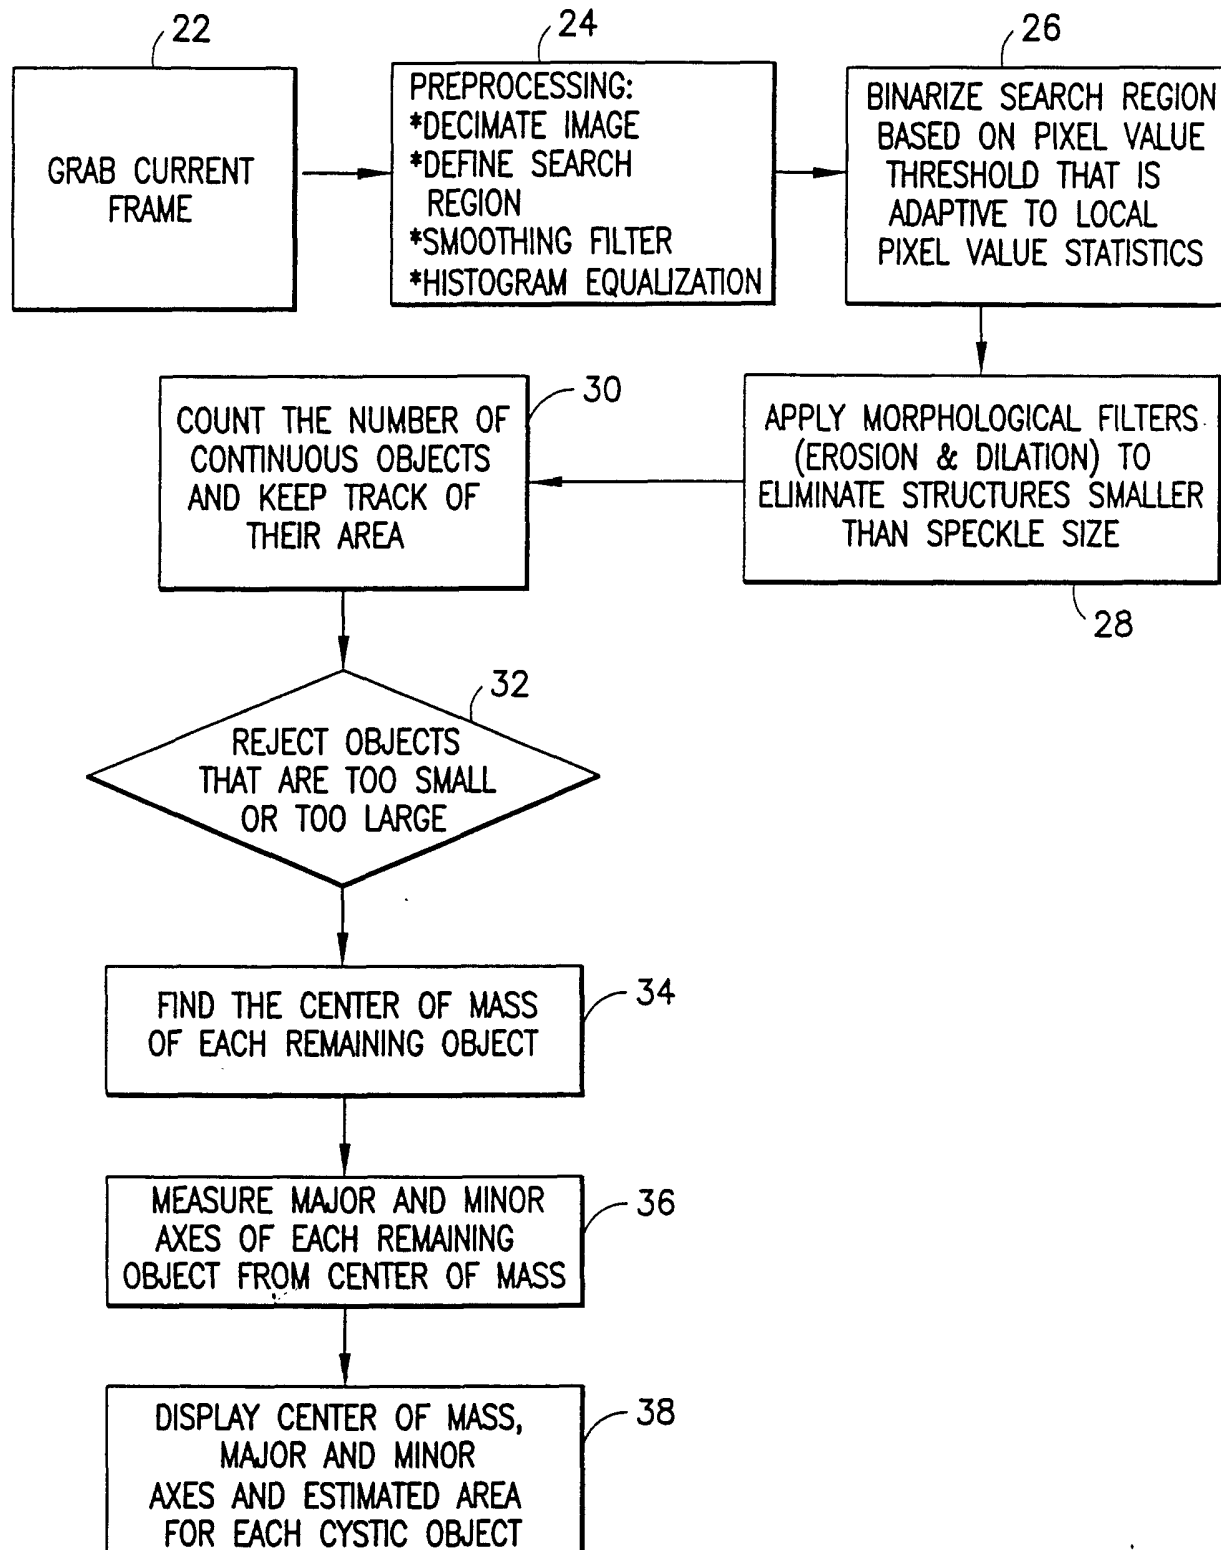 22
GRAB CURRENT
FRAME
24
PREPROCESSING:
*DECIMATE IMAGE
*DEFINE SEARCH
REGION
*SMOOTHING FILTER
*HISTOGRAM EQUALIZATION
26
BINARIZE SEARCH REGION
BASED ON PIXEL VALUE
THRESHOLD THAT IS
ADAPTIVE TO LOCAL
PIXEL VALUE STATISTICS
APPLY MORPHOLOGICAL FILTERS
(EROSION & DILATION) TO
ELIMINATE STRUCTURES SMALLER
THAN SPECKLE SIZE
28
30
COUNT THE NUMBER OF
CONTINUOUS OBJECTS
AND KEEP TRACK OF
THEIR AREA
32
REJECT OBJECTS
THAT ARE TOO SMALL
OR TOO LARGE
34
FIND THE CENTER OF MASS
OF EACH REMAINING OBJECT
36
MEASURE MAJOR AND MINOR
AXES OF EACH REMAINING
OBJECT FROM CENTER OF MASS
38
DISPLAY CENTER OF MASS,
MAJOR AND MINOR
AXES AND ESTIMATED AREA
FOR EACH CYSTIC OBJECT